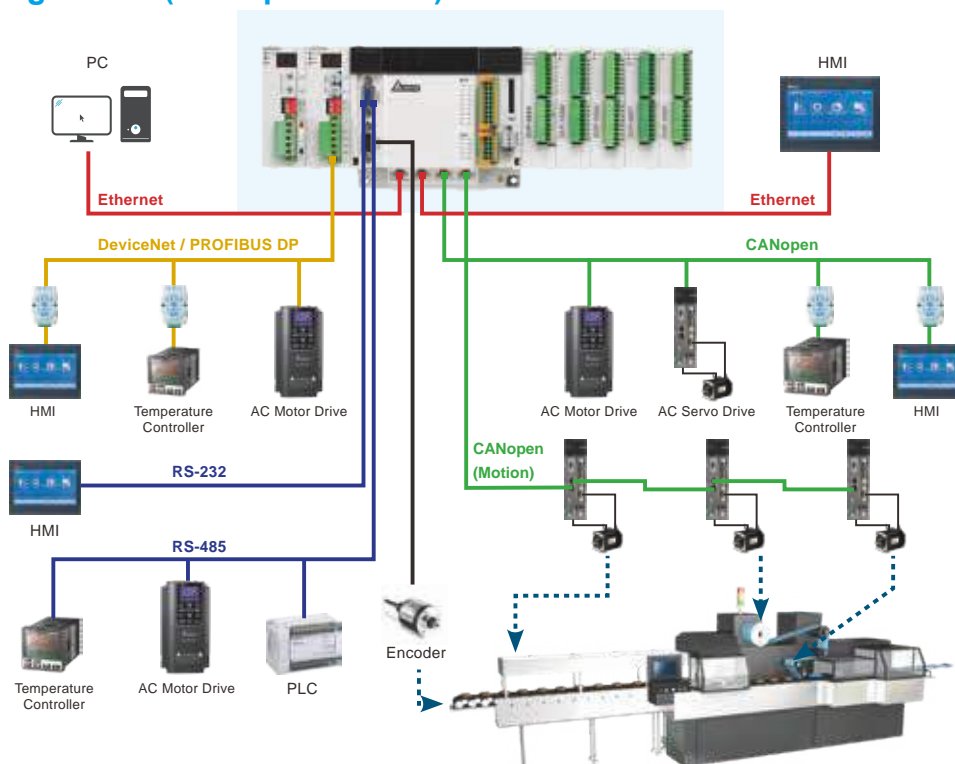 PC
HMI
Ethernet
Ethernet
DeviceNet / PROFIBUS DP
CANopen
HMI
Temperature
Controller
AC Motor Drive
AC Motor Drive
AC Servo Drive
Temperature
Controller
HMI
CANopen
(Motion)
RS-232
HMI
RS-485
Encoder
Temperature
Controller
AC Motor Drive
PLC